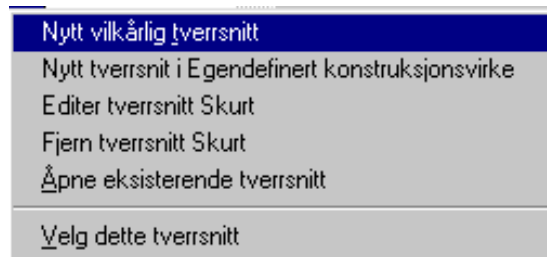 Nytt vilkårlig tverrsnitt
Nytt tverrsnit i Egendefinert konstruksjonsvirke
Editer tverrsnitt Skurt
Fjern tverrsnitt Skurt
Åpne eksisterende tverrsnitt
Velg dette tverrsnitt